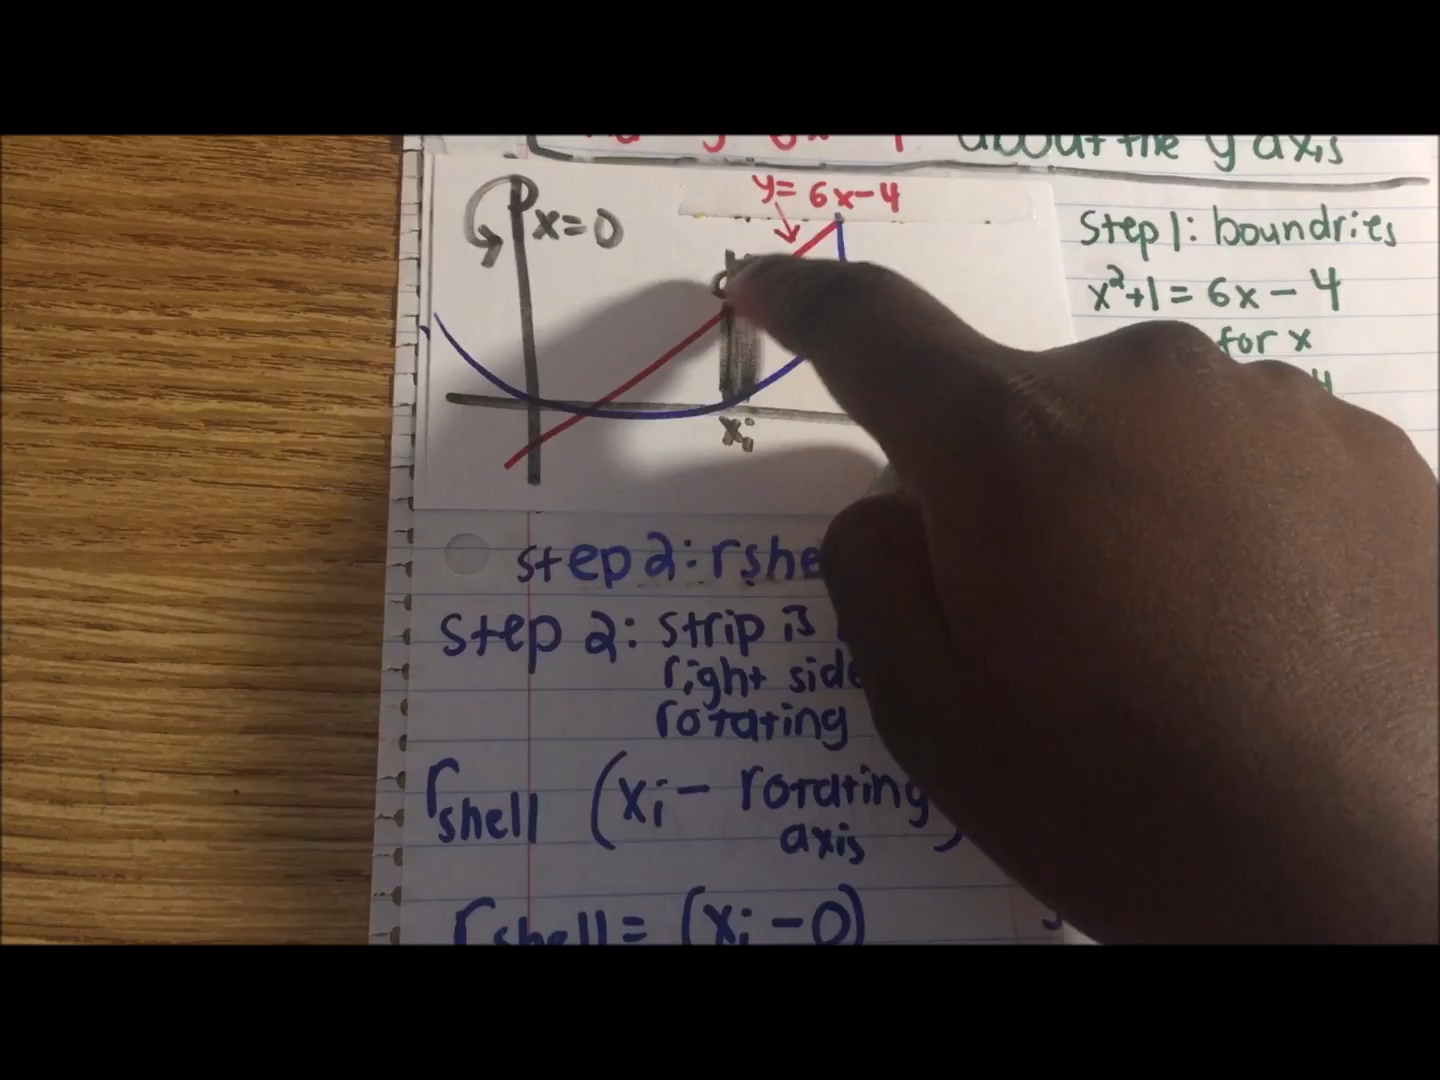 about the y axis
y = 6x - 4
x = 0
Step 1: boundries
x²+1 = 6x - 4
for x
xi
step 2: rshe
step 2: strip is
right side
rotating
rshell (xi - rotating
axis)
rshell = (xi - 0)